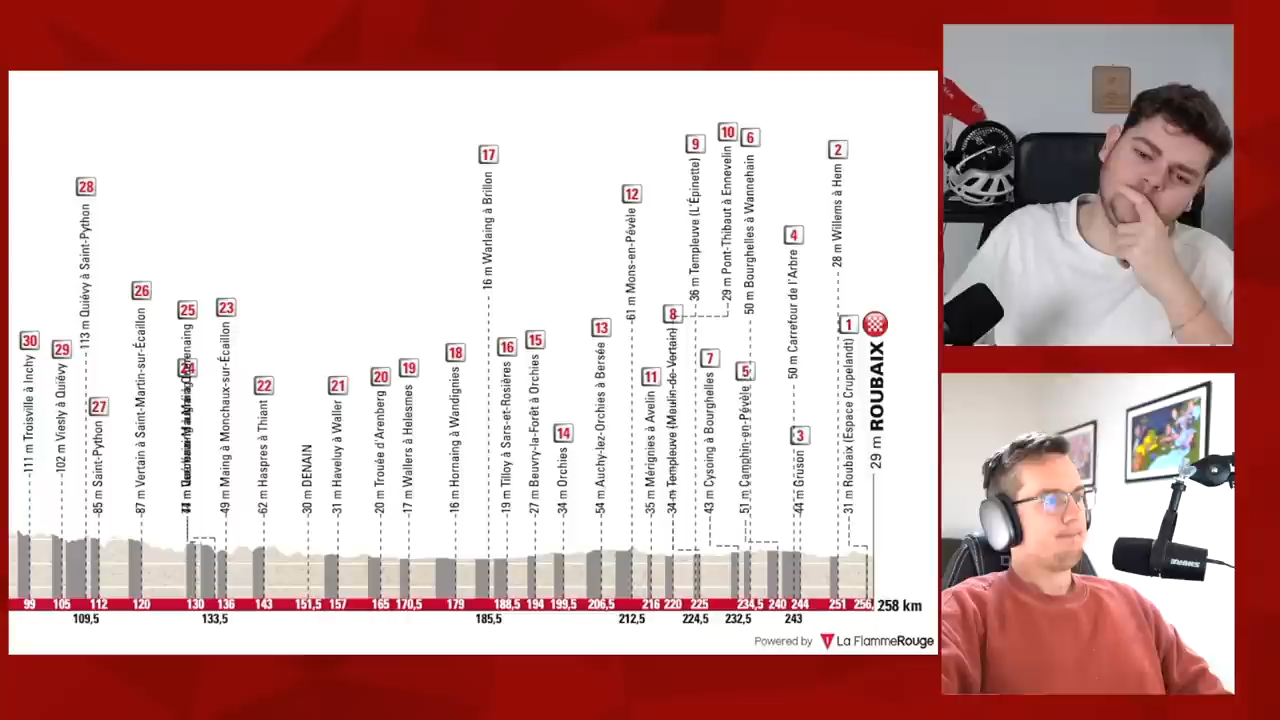 30
111 m Troisville à Inchy
29
102 m Viesly à Quiévy
28
113 m Quiévy à Saint-Python
27
85 m Saint-Python
26
87 m Vertain à Saint-Martin-sur-Écaillon
25
23
49 m Maing à Monchaux-sur-Écaillon
22
62 m Haspres à Thiant
30 m DENAIN
21
31 m Haveluy à Waller
20
20 m Trouée d'Arenberg
19
17 m Wallers à Helesmes
18
16 m Hornaing à Wandignies
17
16 m Warlaing à Brillon
16
19 m Tilloy à Sars-et-Rosières
15
27 m Beuvry-la-Forêt à Orchies
14
34 m Orchies
13
54 m Auchy-lez-Orchies à Bersée
12
61 m Mons-en-Pévèle
11
35 m Mérignies à Avelin
8
34 m Templeuve (Moulin-de-Vertain)
9
36 m Templeuve (L'Épinette)
10
29 m Pont-Thibaut à Ennevelin
7
43 m Cysoing à Bourghelles
6
50 m Bourghelles à Wannehain
5
51 m Camphin-en-Pévèle
4
50 m Carrefour de l'Arbre
3
44 m Gruson
2
28 m Willems à Hem
1
31 m Roubaix (Espace Crupelandt)
29 m ROUBAIX
99 105 112 120 130 136 143 151,5 157 165 170,5 179 188,5 194 199,5 206,5 216 220 225 234,5 240 244 251 256, 258 km
109,5 133,5 185,5 212,5 224,5 232,5 243
Powered by La FlammeRouge